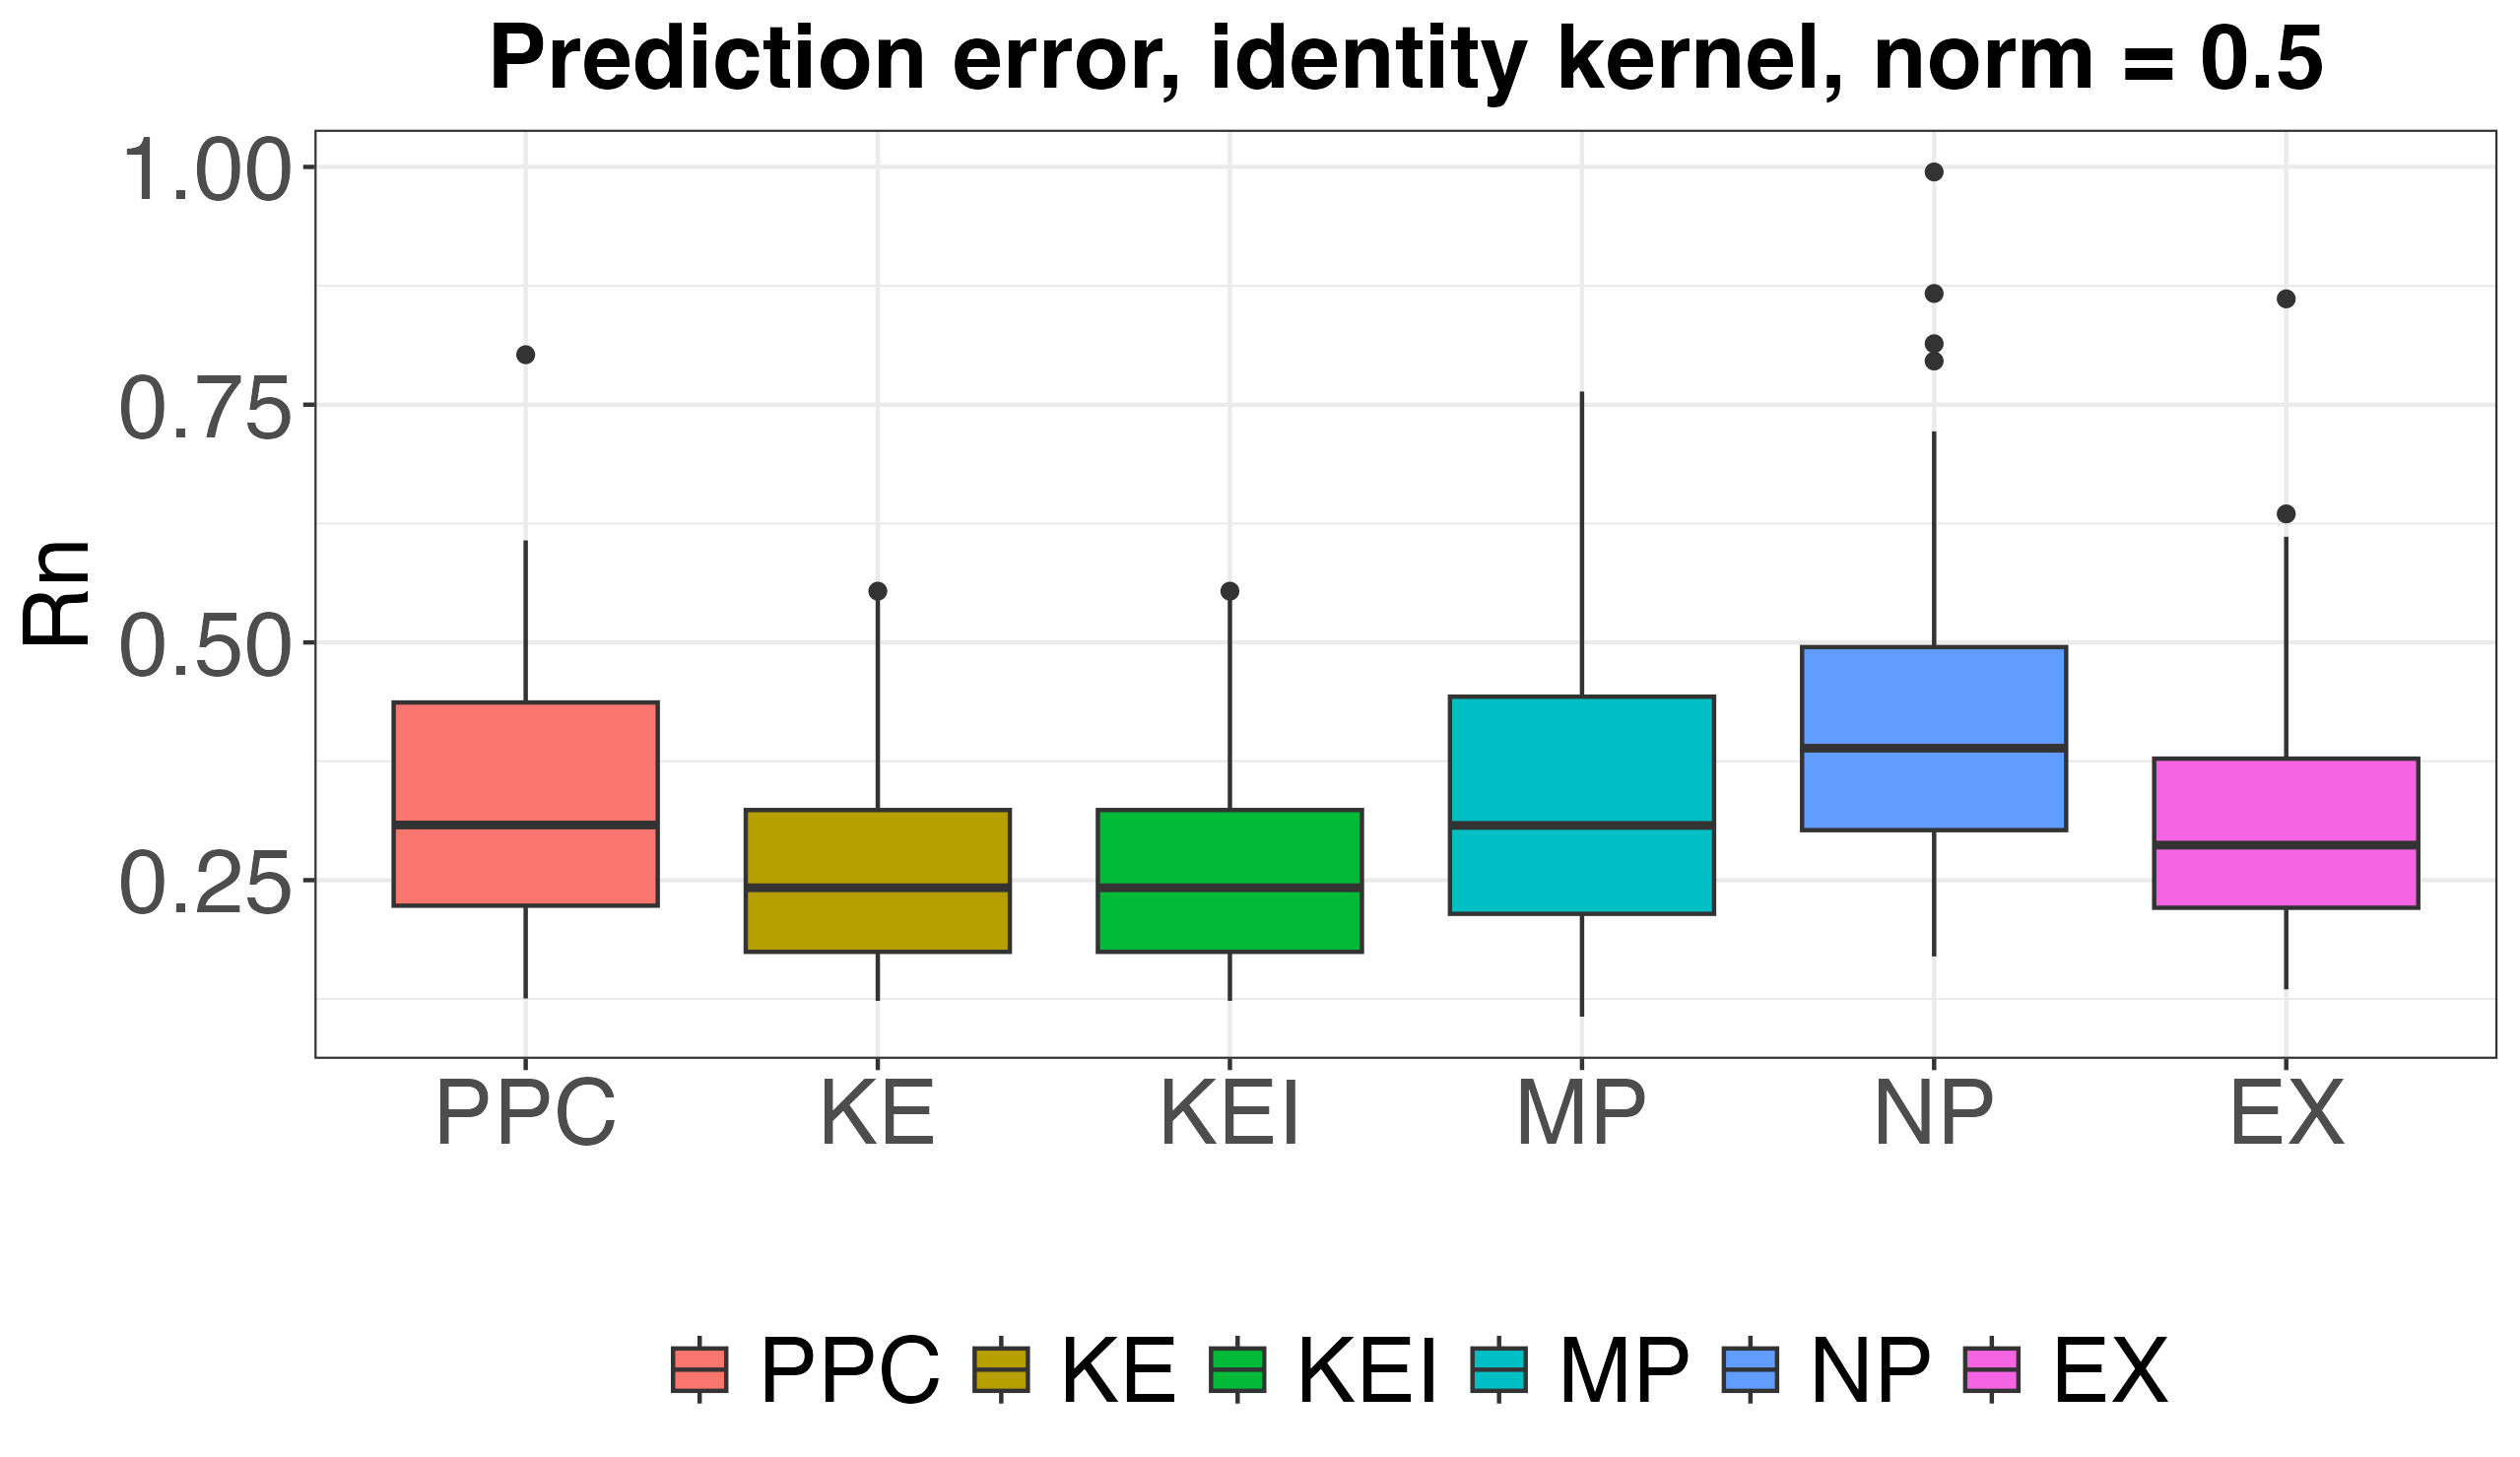 Prediction error, identity kernel, norm = 0.5
1.00
0.75
0.50
0.25
Rn
PPC KE KEI MP NP EX
PPC KE KEI MP NP EX